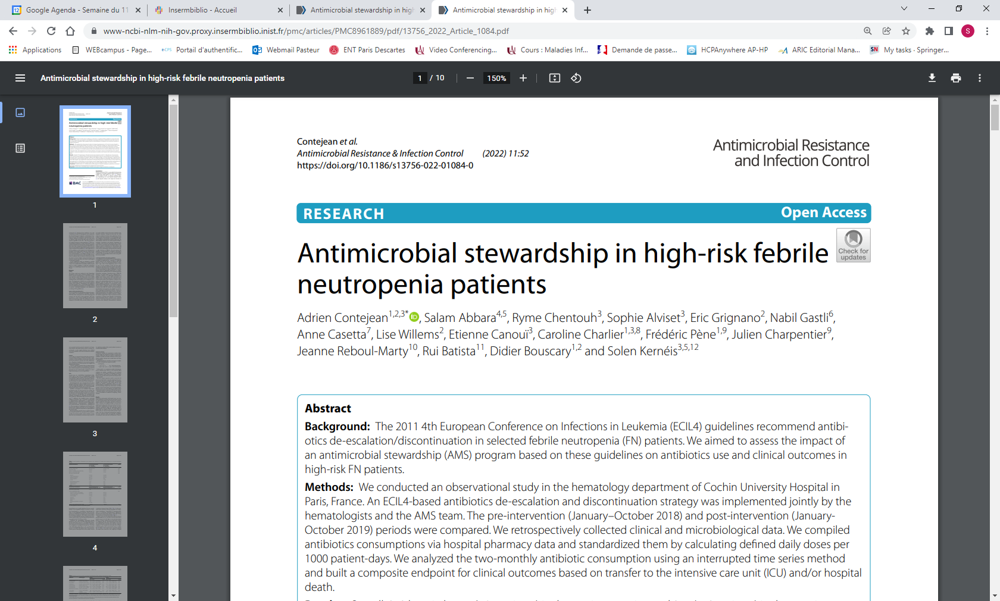 12 Google Agenda - Semaine du 11
Insermbiblio - Accueil
Antimicrobial stewardship in hig
Antimicrobial stewardship in hig
www-ncbi-nlm-nih-gov.proxy.insermbiblio.inist.fr/pmc/articles/PMC8961889/pdf/13756_2022_Article_1084.pdf
S
Applications
WEBcampus - Page...
eCPS Portail d'authentific...
Webmail Pasteur
ENT Paris Descartes
Video Conferencing...
Cours : Maladies Inf...
Demande de passe...
HCPAnywhere AP-HP
ARIC Editorial Mana...
SN My tasks · Springer...
Antimicrobial stewardship in high-risk febrile neutropenia patients
1 / 10
150%
1
2
3
4
Contejean et al.
Antimicrobial Resistance & Infection Control (2022) 11:52
https://doi.org/10.1186/s13756-022-01084-0
Antimicrobial Resistance
and Infection Control
RESEARCH
Open Access
Check for
updates
Antimicrobial stewardship in high-risk febrile
neutropenia patients
Adrien Contejean1,2,3* iD, Salam Abbara4,5, Ryme Chentouh3, Sophie Alviset3, Eric Grignano2, Nabil Gastli6,
Anne Casetta7, Lise Willems2, Etienne Canouï3, Caroline Charlier1,3,8, Frédéric Pène1,9, Julien Charpentier9,
Jeanne Reboul-Marty10, Rui Batista11, Didier Bouscary1,2 and Solen Kernéis3,5,12
Abstract
Background: The 2011 4th European Conference on Infections in Leukemia (ECIL4) guidelines recommend antibi-
otics de-escalation/discontinuation in selected febrile neutropenia (FN) patients. We aimed to assess the impact of
an antimicrobial stewardship (AMS) program based on these guidelines on antibiotics use and clinical outcomes in
high-risk FN patients.
Methods: We conducted an observational study in the hematology department of Cochin University Hospital in
Paris, France. An ECIL4-based antibiotics de-escalation and discontinuation strategy was implemented jointly by the
hematologists and the AMS team. The pre-intervention (January–October 2018) and post-intervention (January-
October 2019) periods were compared. We retrospectively collected clinical and microbiological data. We compiled
antibiotics consumptions via hospital pharmacy data and standardized them by calculating defined daily doses per
1000 patient-days. We analyzed the two-monthly antibiotic consumption using an interrupted time series method
and built a composite endpoint for clinical outcomes based on transfer to the intensive care unit (ICU) and/or hospital
death.